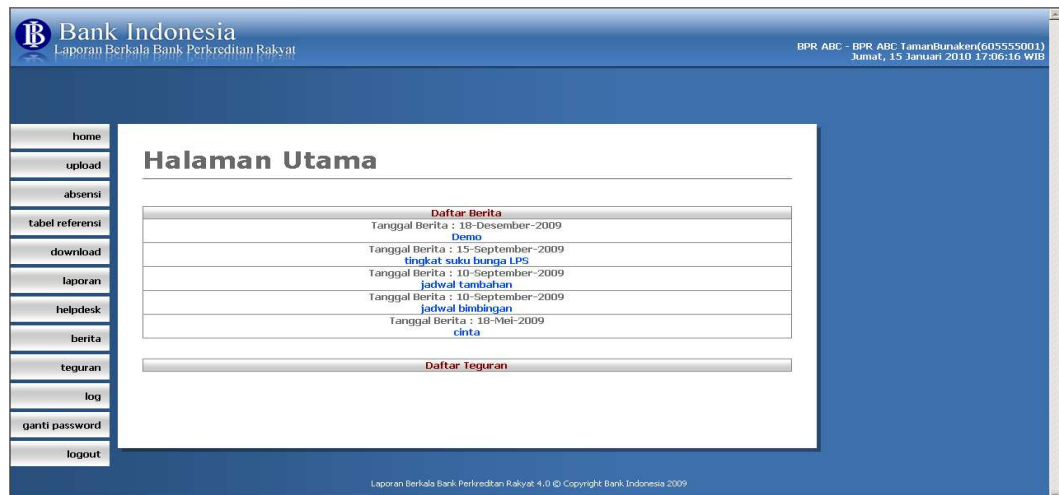 Bank Indonesia
Laporan Berkala Bank Perkreditan Rakyat
BPR ABC - BPR ABC TamanBunaken(605555001)
Jumat, 15 Januari 2010 17:06:16 WIB
home
upload
absensi
tabel referensi
download
laporan
helpdesk
berita
teguran
log
ganti password
logout
Halaman Utama
Daftar Berita
Tanggal Berita : 18-Desember-2009
Demo
Tanggal Berita : 15-September-2009
tingkat suku bunga LPS
Tanggal Berita : 10-September-2009
jadwal tambahan
Tanggal Berita : 10-September-2009
jadwal bimbingan
Tanggal Berita : 18-Mei-2009
cinta
Daftar Teguran
Laporan Berkala Bank Perkreditan Rakyat 4.0 © Copyright Bank Indonesia 2009